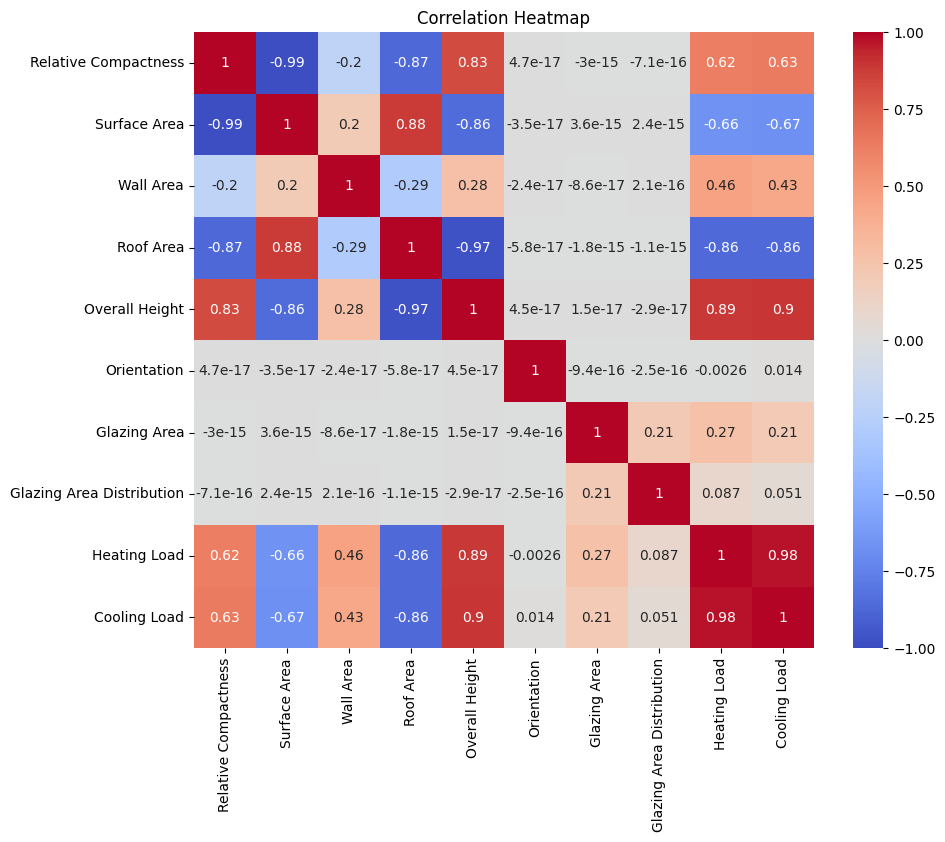 Correlation Heatmap
Relative Compactness 1 -0.99 -0.2 -0.87 0.83 4.7e-17 -3e-15 -7.1e-16 0.62 0.63
Surface Area -0.99 1 0.2 0.88 -0.86 -3.5e-17 3.6e-15 2.4e-15 -0.66 -0.67
Wall Area -0.2 0.2 1 -0.29 0.28 -2.4e-17 -8.6e-17 2.1e-16 0.46 0.43
Roof Area -0.87 0.88 -0.29 1 -0.97 -5.8e-17 -1.8e-15 -1.1e-15 -0.86 -0.86
Overall Height 0.83 -0.86 0.28 -0.97 1 4.5e-17 1.5e-17 -2.9e-17 0.89 0.9
Orientation 4.7e-17 -3.5e-17 -2.4e-17 -5.8e-17 4.5e-17 1 -9.4e-16 -2.5e-16 -0.0026 0.014
Glazing Area -3e-15 3.6e-15 -8.6e-17 -1.8e-15 1.5e-17 -9.4e-16 1 0.21 0.27 0.21
Glazing Area Distribution -7.1e-16 2.4e-15 2.1e-16 -1.1e-15 -2.9e-17 -2.5e-16 0.21 1 0.087 0.051
Heating Load 0.62 -0.66 0.46 -0.86 0.89 -0.0026 0.27 0.087 1 0.98
Cooling Load 0.63 -0.67 0.43 -0.86 0.9 0.014 0.21 0.051 0.98 1
Relative Compactness
Surface Area
Wall Area
Roof Area
Overall Height
Orientation
Glazing Area
Glazing Area Distribution
Heating Load
Cooling Load
1.00
0.75
0.50
0.25
0.00
−0.25
−0.50
−0.75
−1.00